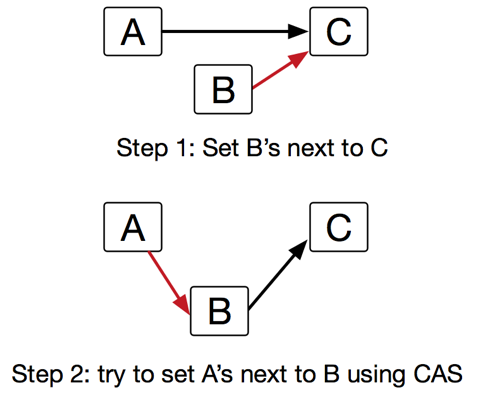 A C
B
Step 1: Set B's next to C
A C
B
Step 2: try to set A's next to B using CAS